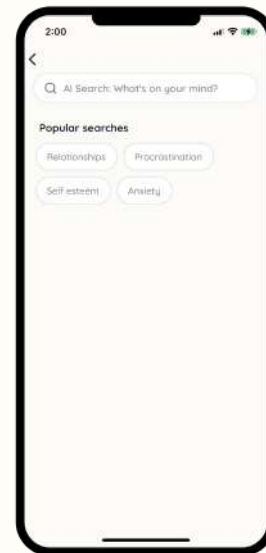 2:00
AI Search: What's on your mind?
Popular searches
Relationships Procrastination
Self esteem Anxiety